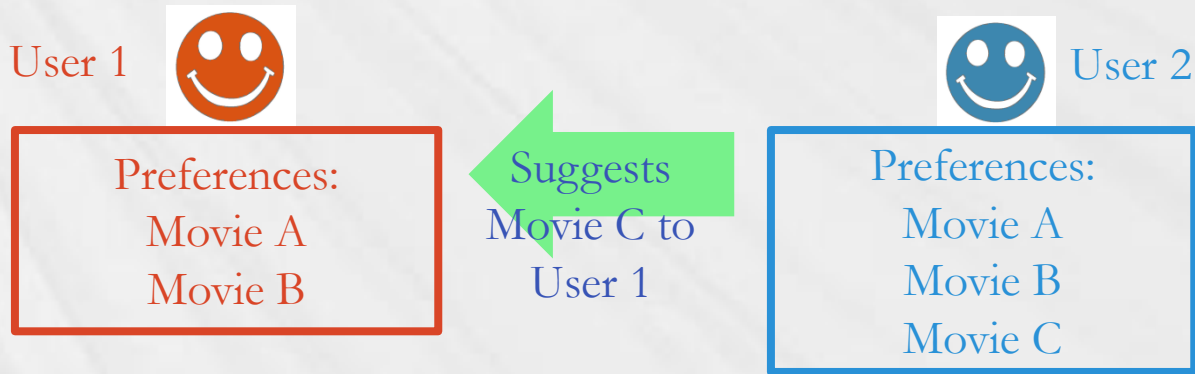 User 1
Preferences:
Movie A
Movie B
Suggests
Movie C to
User 1
User 2
Preferences:
Movie A
Movie B
Movie C